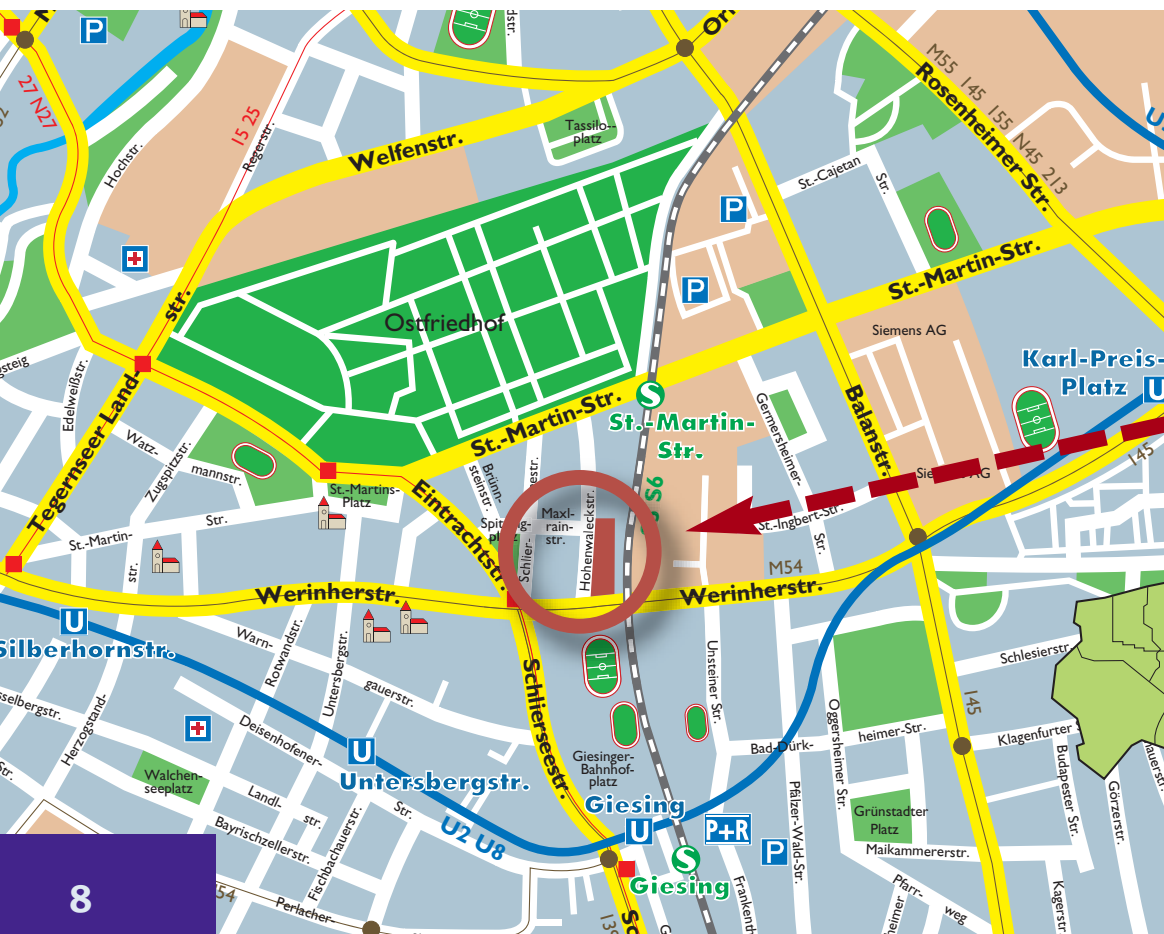 P
27 N27
15 25
Regerstr.
Hochstr.
Welfenstr.
Tassilo-
platz
M55 145 155 N45 213
Rosenheimer Str.
St.-Cajetan
Str.
P
P
St.-Martin-Str.
str.
Ostfriedhof
Siemens AG
Karl-Preis-
Platz
U
Edelweißstr.
Tegernseer Land-
Watz-
mannstr.
Zugspitzstr.
St.-Martin-Str.
S
St.-Martin-
Str.
Germersheimer-
Str.
Balanstr.
145
St.-Martins-
Platz
Eintrachtstr.
Brünn-
steinstr.
Maxl-
rain-
str.
Hohenwaleckstr.
Schlier-
S6
St.-Ingbert-Str.
St.-Martin-
Str.
str.
M54
Werinherstr.
Werinherstr.
U
Silberhornstr.
Warn-
gauerstr.
Rotwandstr.
Untersbergstr.
Herzogstand-
Deisenhofener-
Str.
U
Untersbergstr.
Walchen-
seeplatz
Landl-
str.
Bayrischzellerstr.
Fischbachauerstr.
Perlacher-
54
U2 U8
Schlierseestr.
Giesinger-
Bahnhof-
platz
Giesing
U
P+R
P
S
Giesing
Unsteiner Str.
Bad-Dürk-
heimer-Str.
Oggersheimer Str.
Pfälzer-Wald-Str.
Grünstadter
Platz
Maikammererstr.
Pfarr-
weg
Schlesierstr.
Klagenfurter
Budapester Str.
Görzerstr.
Kagerstr.
145
8